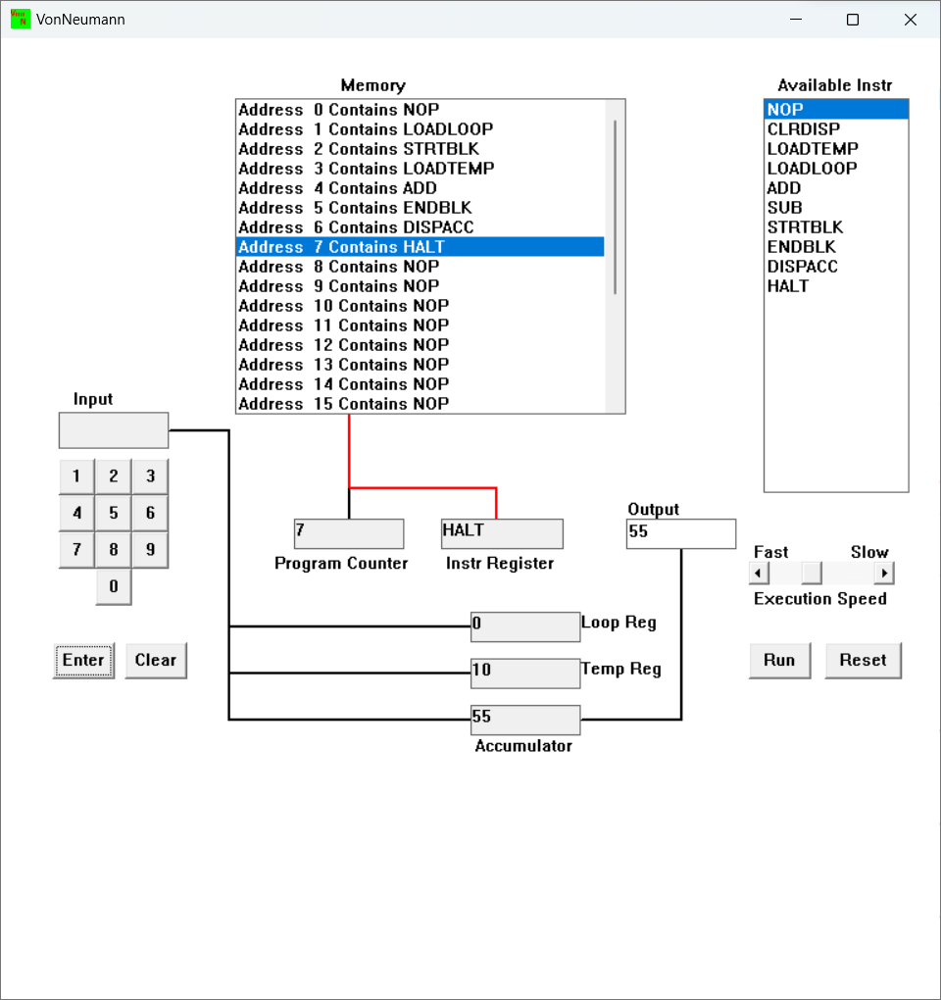 VonNeumann
Memory
Address 0 Contains NOP
Address 1 Contains LOADLOOP
Address 2 Contains STRTBLK
Address 3 Contains LOADTEMP
Address 4 Contains ADD
Address 5 Contains ENDBLK
Address 6 Contains DISPACC
Address 7 Contains HALT
Address 8 Contains NOP
Address 9 Contains NOP
Address 10 Contains NOP
Address 11 Contains NOP
Address 12 Contains NOP
Address 13 Contains NOP
Address 14 Contains NOP
Address 15 Contains NOP
Available Instr
NOP
CLRDISP
LOADTEMP
LOADLOOP
ADD
SUB
STRTBLK
ENDBLK
DISPACC
HALT
Input
1 2 3
4 5 6
7 8 9
0
Enter Clear
7
Program Counter
HALT
Instr Register
Output
55
Fast Slow
Execution Speed
0 Loop Reg
10 Temp Reg
55
Accumulator
Run Reset